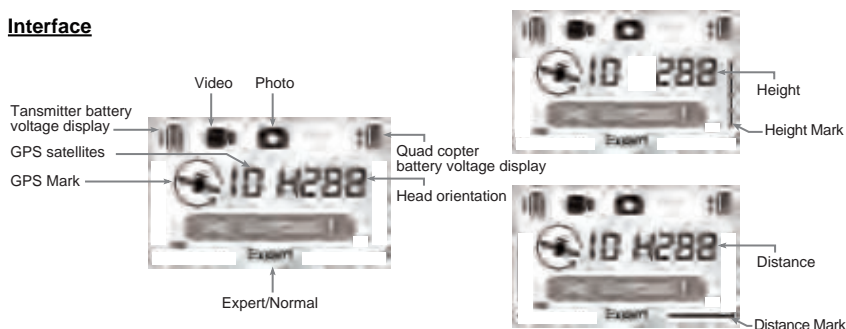 Interface
Video
Photo
Tansmitter battery
voltage display
GPS satellites
GPS Mark
10 H288
Expert
Quad copter
battery voltage display
Head orientation
Expert/Normal
10 288
Expert
Height
Height Mark
10 H288
Expert
Distance
Distance Mark